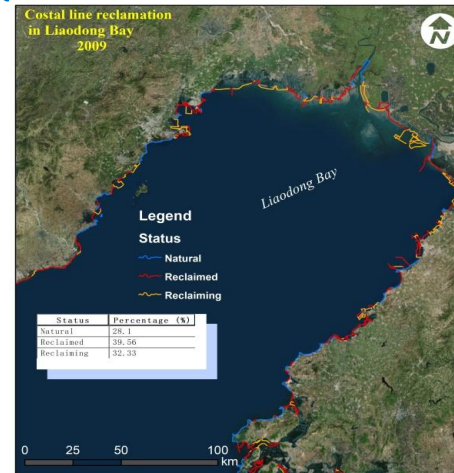 Costal line reclamation
in Liaodong Bay
2009
N
Liaodong Bay
Legend
Status
Natural
Reclaimed
Reclaiming
Status Percentage (%)
Natural 28.1
Reclaimed 39.56
Reclaiming 32.33
0 25 50 100
km